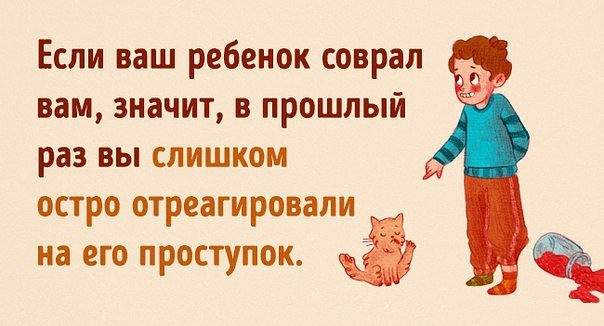 Если ваш ребенок соврал
вам, значит, в прошлый
раз вы слишком
остро отреагировали
на его проступок.